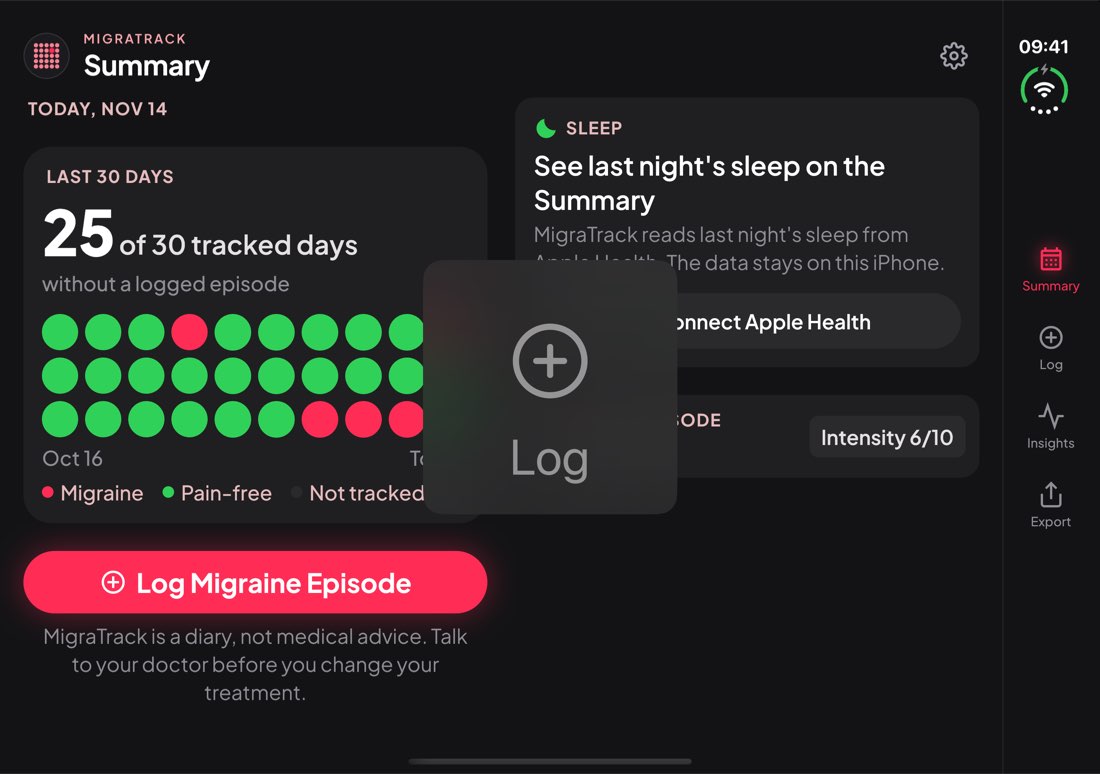 MIGRATRACK
Summary
TODAY, NOV 14
LAST 30 DAYS
25 of 30 tracked days
without a logged episode
Oct 16
Migraine
Pain-free
Not tracked
Log Migraine Episode
MigraTrack is a diary, not medical advice. Talk
to your doctor before you change your
treatment.
SLEEP
See last night's sleep on the
Summary
MigraTrack reads last night's sleep from
Apple Health. The data stays on this iPhone.
Apple Health
Intensity 6/10
Log
09:41
Summary
Log
Insights
Export